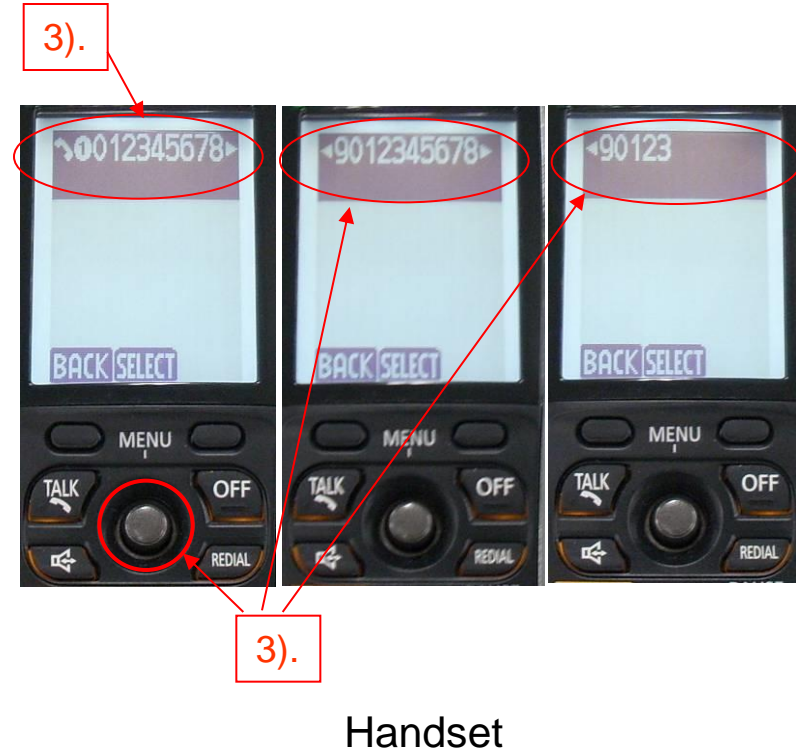 3).
❶012345678▶
◀9012345678▶
◀90123
BACK SELECT
BACK SELECT
BACK SELECT
MENU
MENU
MENU
TALK
OFF
TALK
OFF
TALK
OFF
REDIAL
REDIAL
REDIAL
3).
Handset